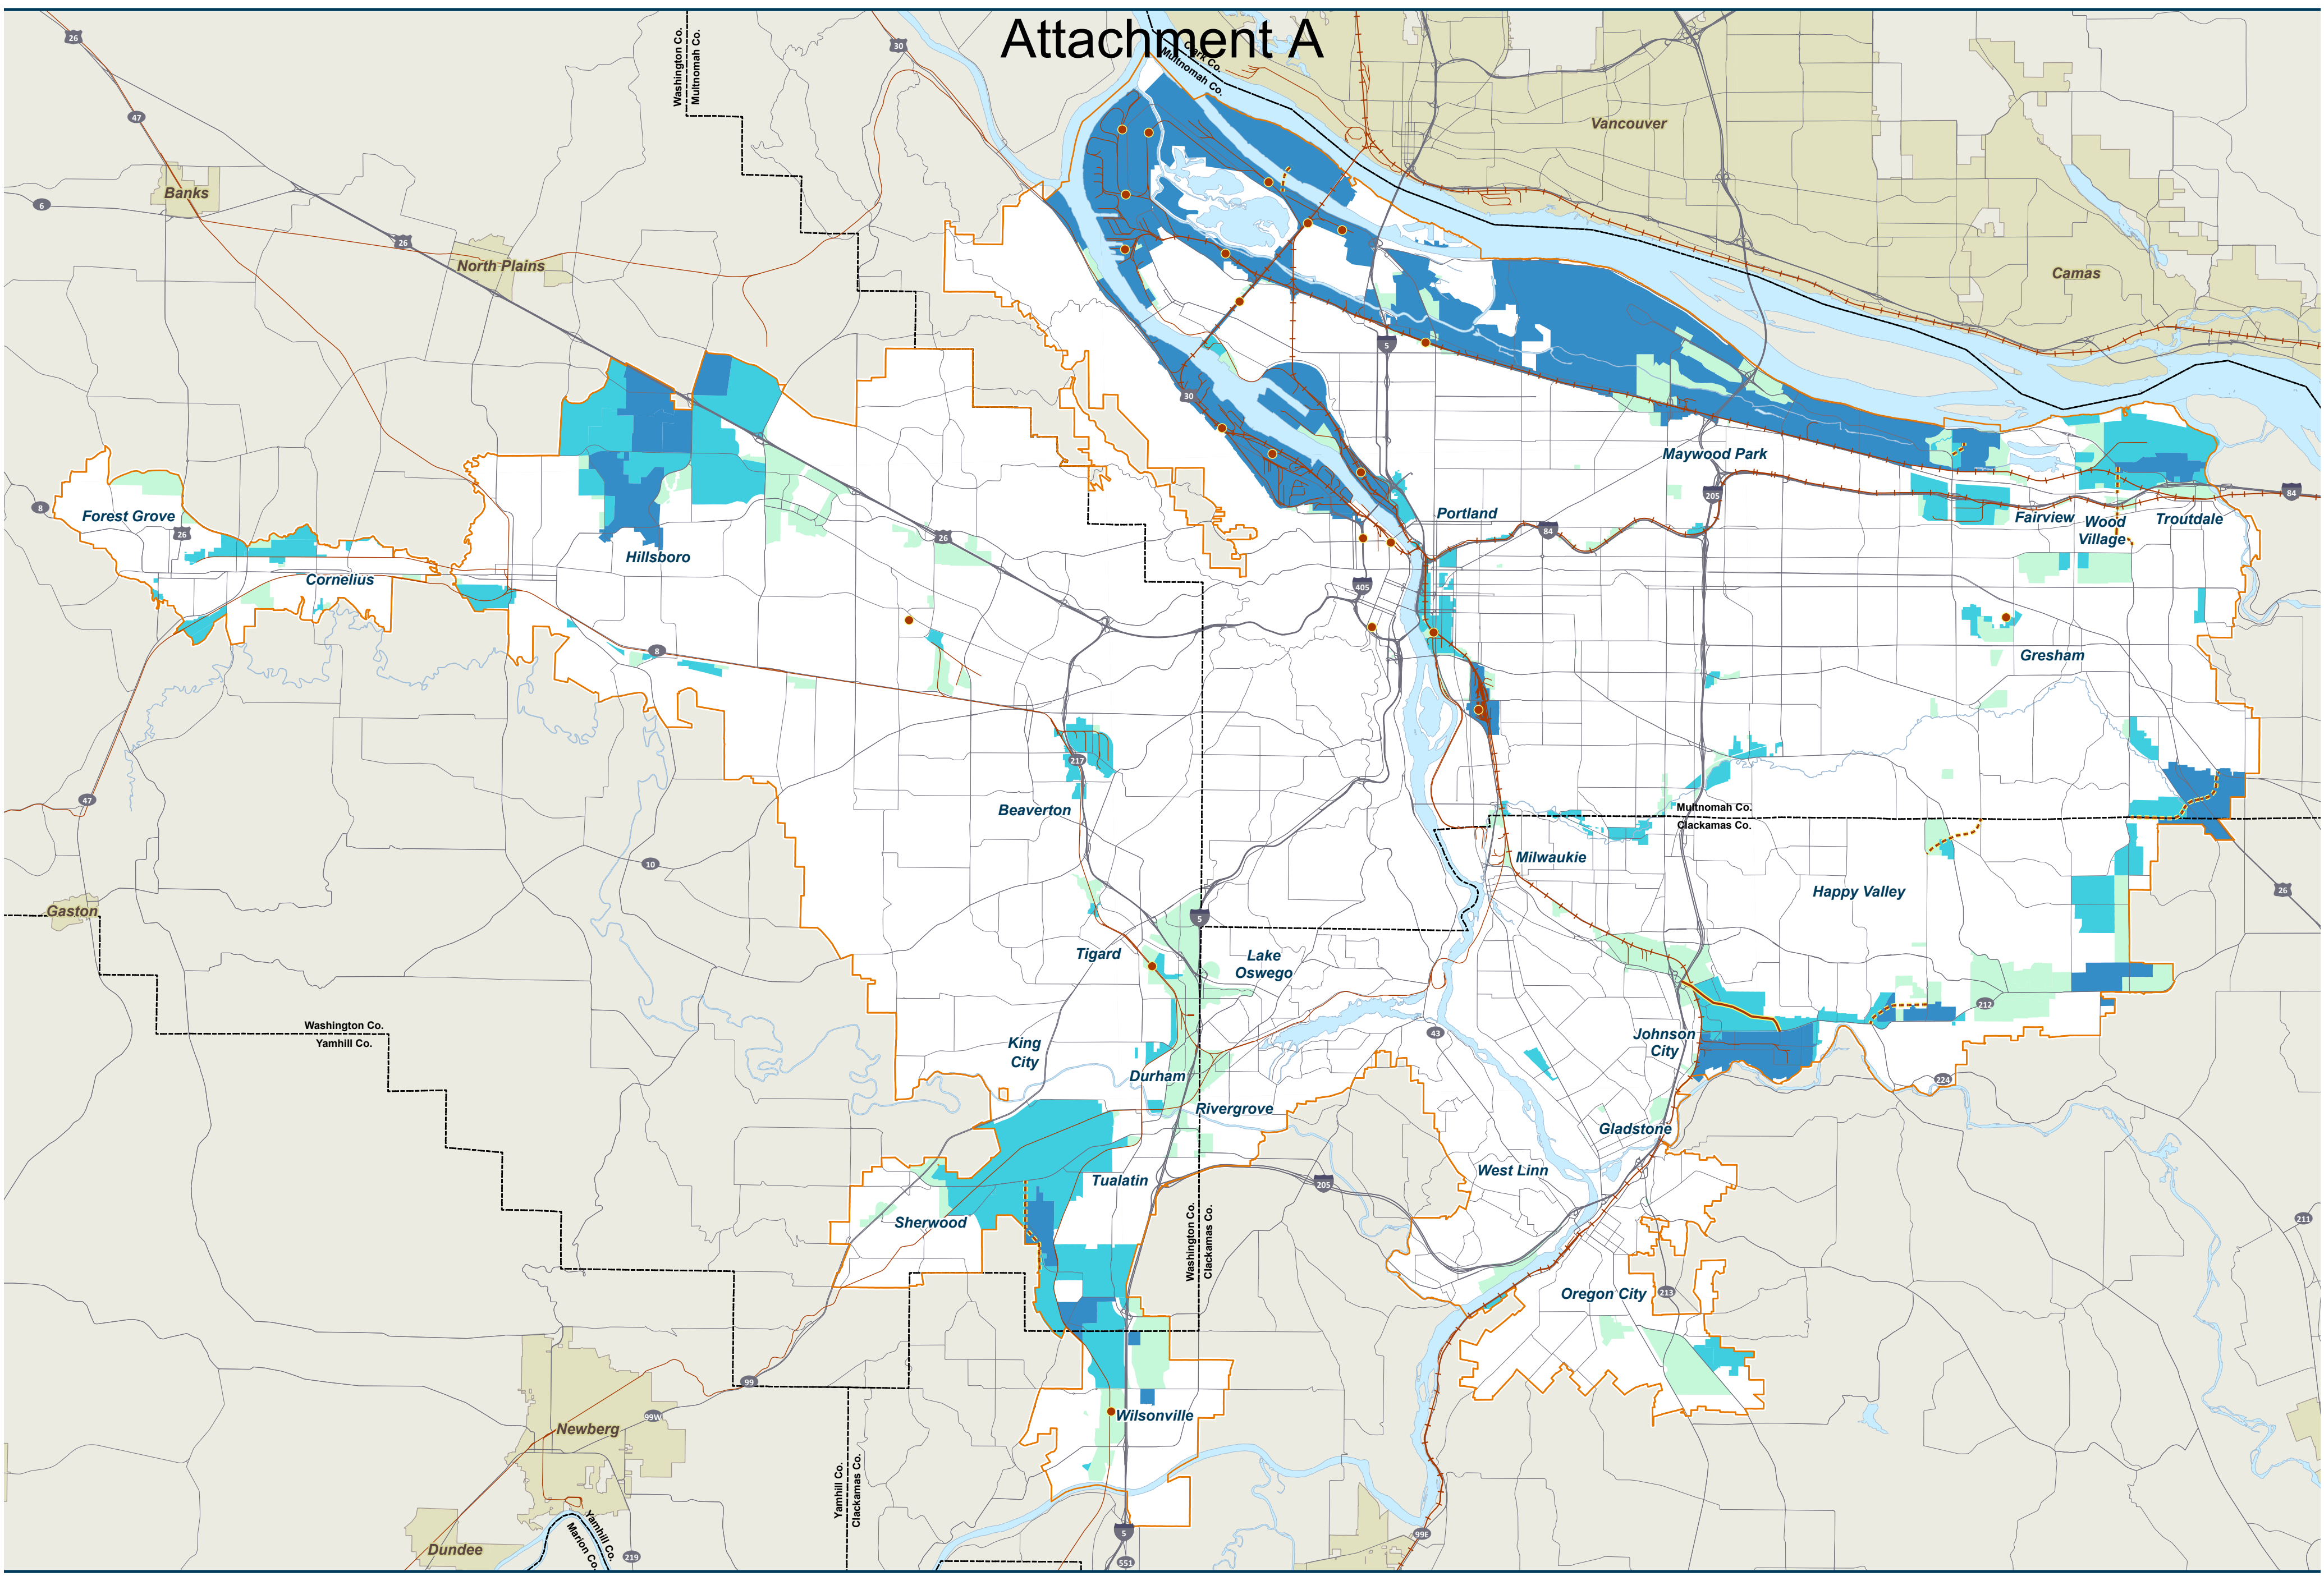 Attachment A
26
Washington Co.
Multnomah Co.
30
Clark Co.
Multnomah Co.
47
Vancouver
Banks
6
26
North Plains
Camas
5
30
Maywood Park
205
84
8
Forest Grove
26
Portland
84
Fairview
Wood
Village
Troutdale
Hillsboro
26
Cornelius
405
8
Gresham
217
47
Beaverton
Multnomah Co.
Clackamas Co.
10
Milwaukie
Happy Valley
26
Gaston
5
Tigard
Lake
Oswego
212
Washington Co.
Yamhill Co.
King
City
43
Johnson
City
Durham
224
Rivergrove
Gladstone
West Linn
Tualatin
205
Sherwood
211
Washington Co.
Clackamas Co.
Oregon City
213
99
Wilsonville
99W
Newberg
Yamhill Co.
Clackamas Co.
Yamhill Co.
Marion Co.
5
99E
Dundee
219
551